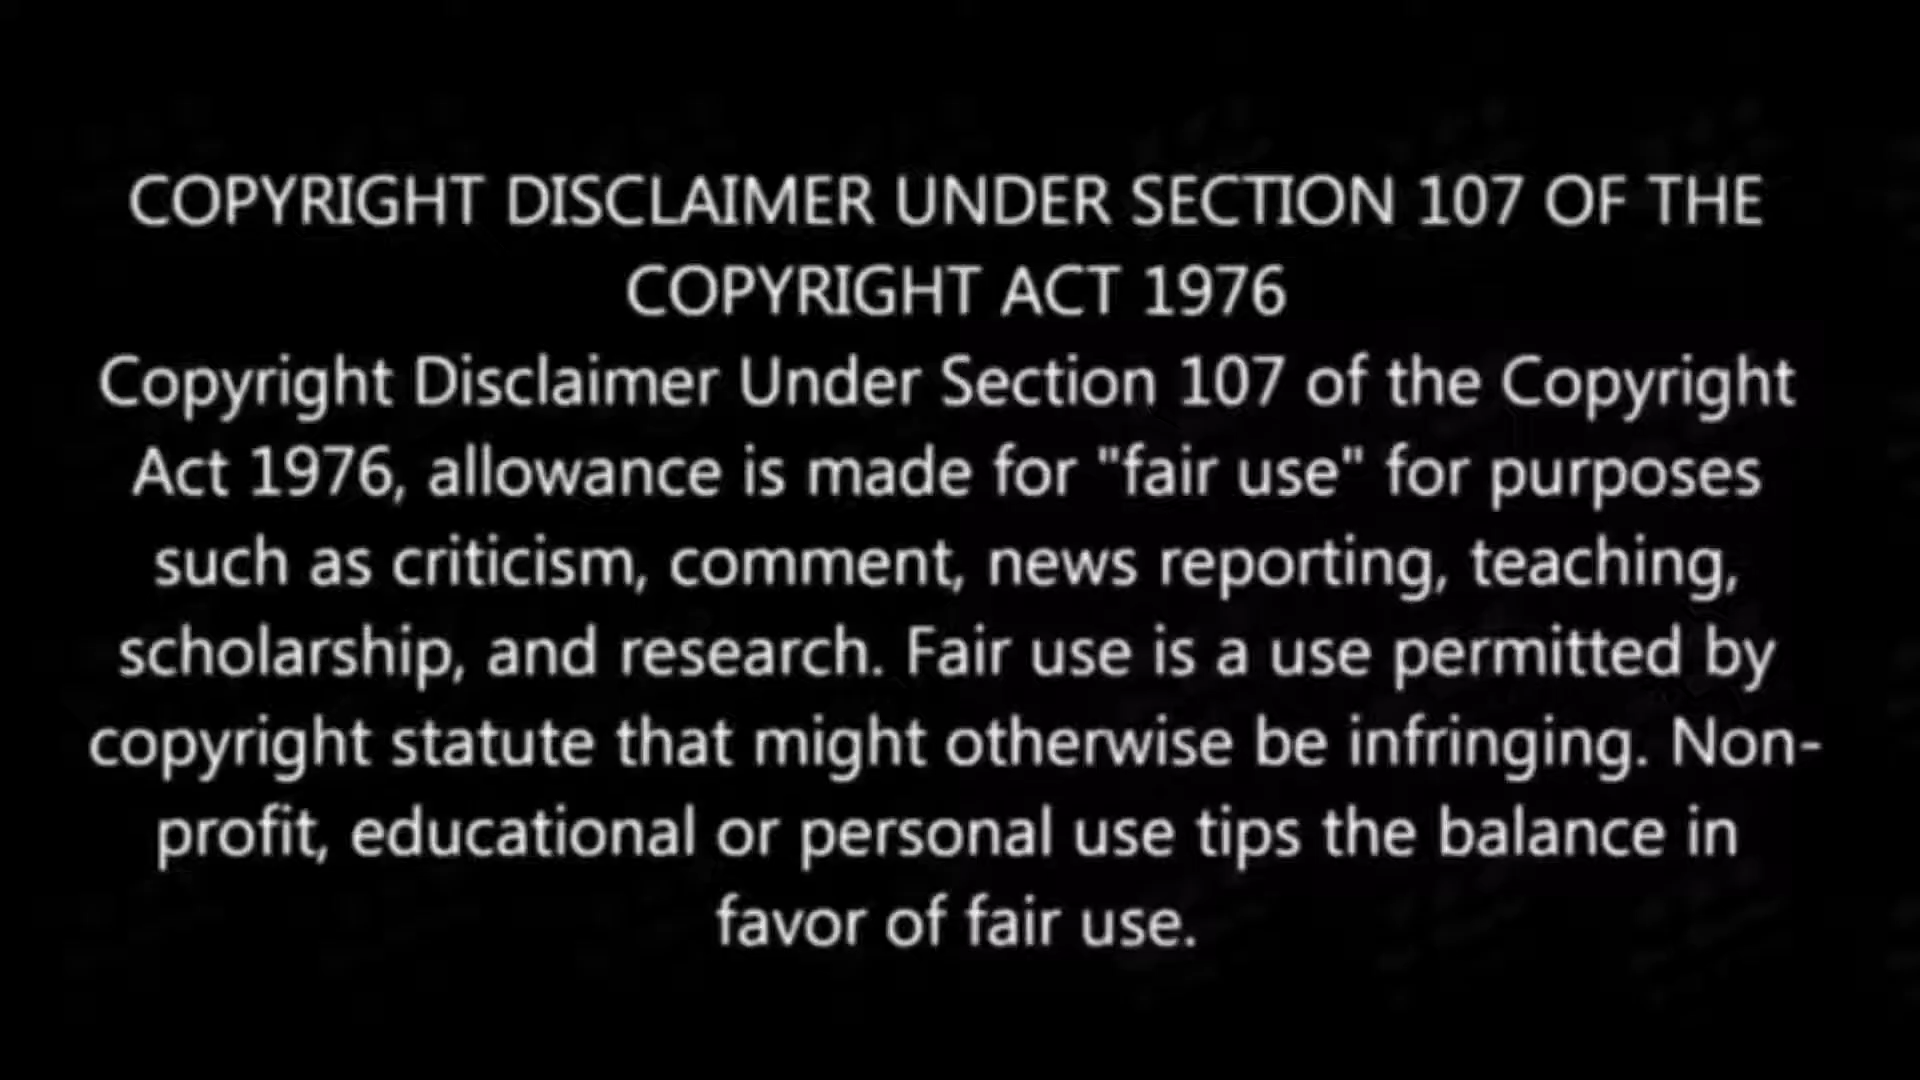 COPYRIGHT DISCLAIMER UNDER SECTION 107 OF THE
COPYRIGHT ACT 1976
Copyright Disclaimer Under Section 107 of the Copyright
Act 1976, allowance is made for "fair use" for purposes
such as criticism, comment, news reporting, teaching,
scholarship, and research. Fair use is a use permitted by
copyright statute that might otherwise be infringing. Non-
profit, educational or personal use tips the balance in
favor of fair use.